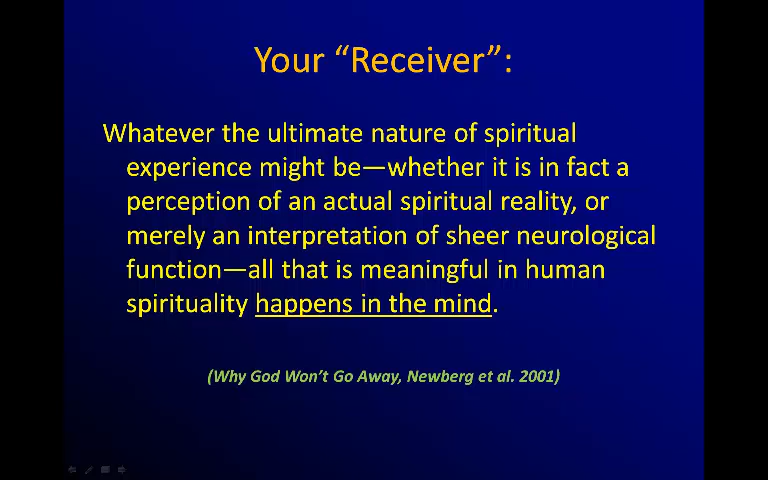 Your “Receiver”:
Whatever the ultimate nature of spiritual
experience might be—whether it is in fact a
perception of an actual spiritual reality, or
merely an interpretation of sheer neurological
function—all that is meaningful in human
spirituality happens in the mind.
(Why God Won’t Go Away, Newberg et al. 2001)